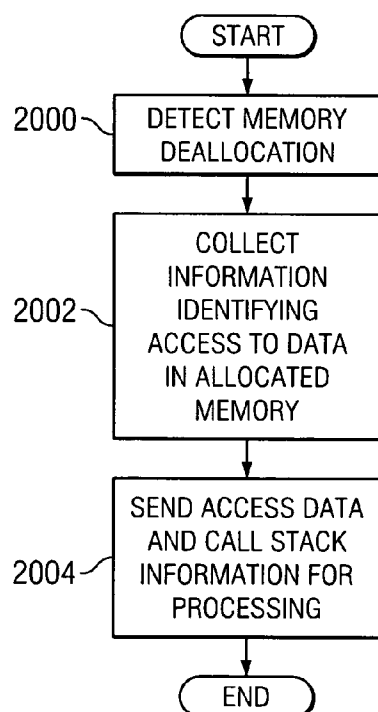 START
2000
DETECT MEMORY
DEALLOCATION
2002
COLLECT
INFORMATION
IDENTIFYING
ACCESS TO DATA
IN ALLOCATED
MEMORY
2004
SEND ACCESS DATA
AND CALL STACK
INFORMATION FOR
PROCESSING
END